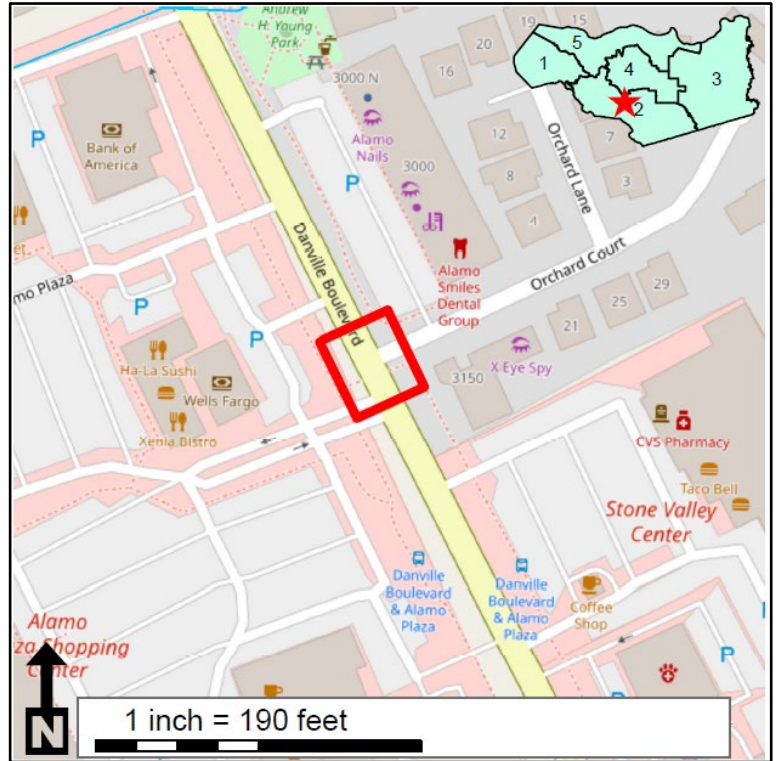 Andrew
H. Young
Park
3000 N
20
16
15
19
Orchard Lane
12
8
4
7
3
Alamo
Nails
3000
Bank of
America
P
P
Danville Boulevard
Alamo
Smiles
Dental
Group
Orchard Court
mo Plaza
P
P
Ha-La Sushi
Wells Fargo
Xenia Bistro
3150
X Eye Spy
21
25
29
CVS Pharmacy
Taco Bell
Stone Valley
Center
Danville
Boulevard
& Alamo
Plaza
Danville
Boulevard
& Alamo
Plaza
Coffee
Shop
P
P
Alamo
za Shopping
Center
N
1 inch = 190 feet
1
5
4
3
2